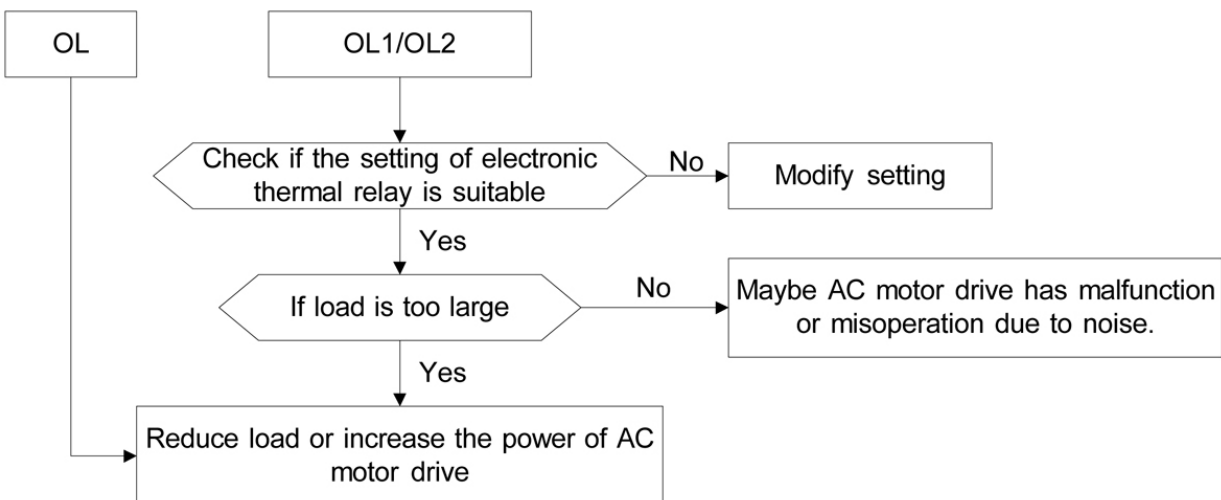 OL
OL1/OL2
Check if the setting of electronic
thermal relay is suitable
No
Modify setting
Yes
If load is too large
No
Maybe AC motor drive has malfunction
or misoperation due to noise.
Yes
Reduce load or increase the power of AC
motor drive